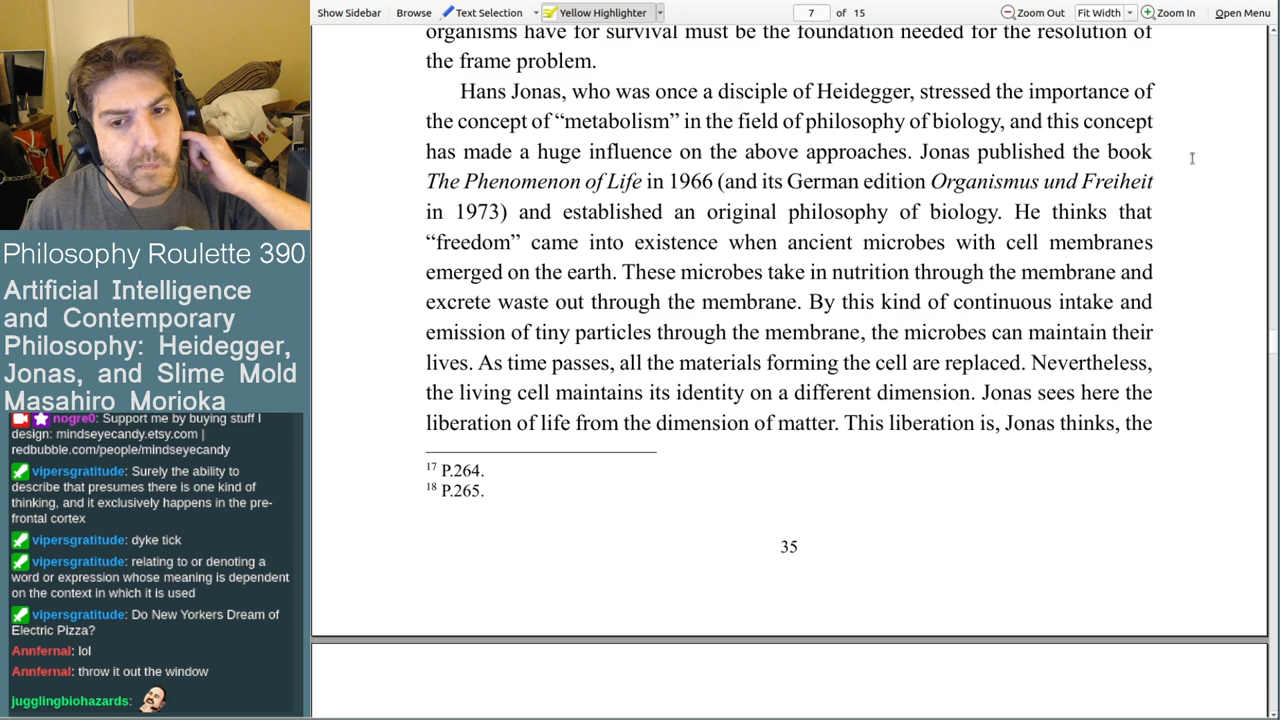 Show Sidebar Browse Text Selection Yellow Highlighter 7 of 15 Zoom Out Fit Width Zoom In Open Menu
organisms have for survival must be the foundation needed for the resolution of
the frame problem.
Hans Jonas, who was once a disciple of Heidegger, stressed the importance of
the concept of “metabolism” in the field of philosophy of biology, and this concept
has made a huge influence on the above approaches. Jonas published the book
The Phenomenon of Life in 1966 (and its German edition Organismus und Freiheit
in 1973) and established an original philosophy of biology. He thinks that
“freedom” came into existence when ancient microbes with cell membranes
emerged on the earth. These microbes take in nutrition through the membrane and
excrete waste out through the membrane. By this kind of continuous intake and
emission of tiny particles through the membrane, the microbes can maintain their
lives. As time passes, all the materials forming the cell are replaced. Nevertheless,
the living cell maintains its identity on a different dimension. Jonas sees here the
liberation of life from the dimension of matter. This liberation is, Jonas thinks, the
17 P.264.
18 P.265.
35
Philosophy Roulette 390
Artificial Intelligence
and Contemporary
Philosophy: Heidegger,
Jonas, and Slime Mold
Masahiro Morioka
nogre0: Support me by buying stuff I
design: mindseyecandy.etsy.com |
redbubble.com/people/mindseyecandy
vipersgratitude: Surely the ability to
describe that presumes there is one kind of
thinking, and it exclusively happens in the pre-
frontal cortex
vipersgratitude: dyke tick
vipersgratitude: relating to or denoting a
word or expression whose meaning is dependent
on the context in which it is used
vipersgratitude: Do New Yorkers Dream of
Electric Pizza?
Annfernal: lol
Annfernal: throw it out the window
jugglingbiohazards: